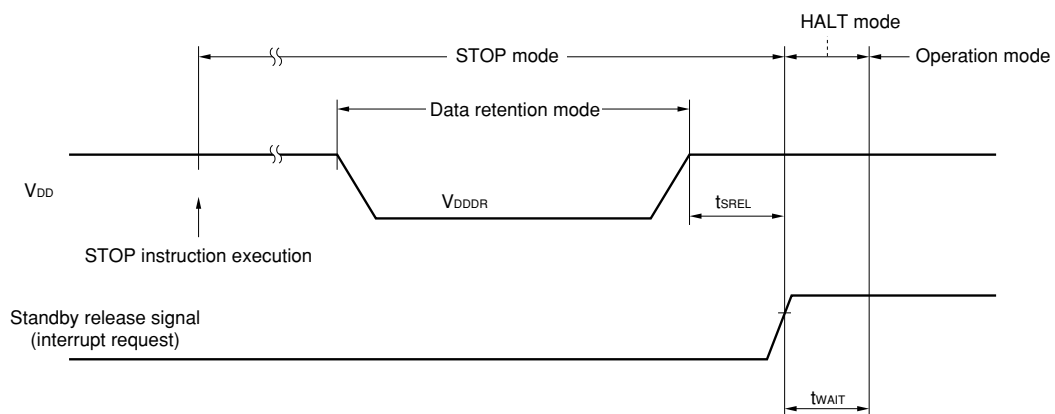 HALT mode
STOP mode
Operation mode
Data retention mode
VDD
VDDDR
tSREL
STOP instruction execution
Standby release signal
(interrupt request)
tWAIT